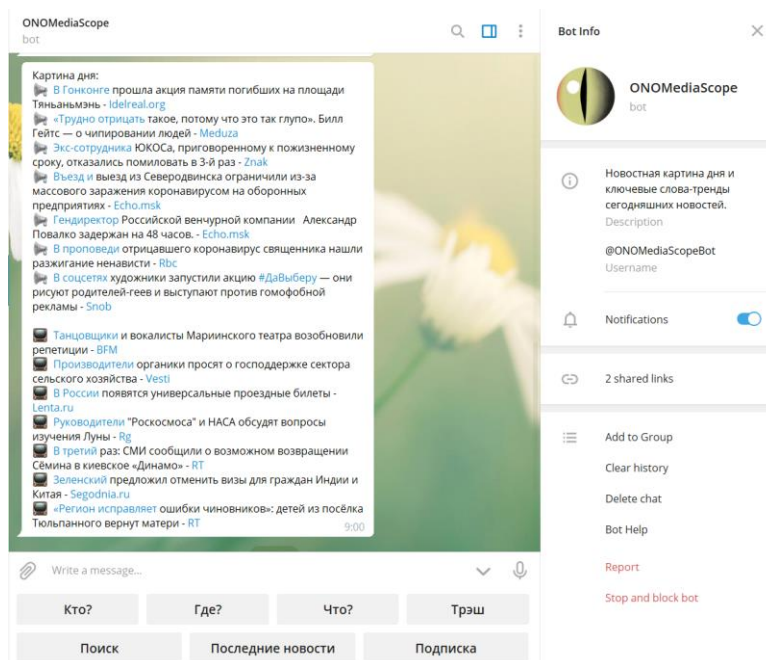 ONOMediaScope
bot
Картина дня:
В Гонконге прошла акция памяти погибших на площади
Тяньаньмэнь - Idelreal.org
«Трудно отрицать такое, потому что это так глупо». Билл
Гейтс — о чипировании людей - Meduza
Экс-сотрудника ЮКОСа, приговоренному к пожизненному
сроку, отказались помиловать в 3-й раз - Znak
Въезд и выезд из Северодвинска ограничили из-за
массового заражения коронавирусом на оборонных
предприятиях - Echo.msk
Гендиректор Российской венчурной компании Александр
Повалко задержан на 48 часов. - Echo.msk
В проповеди отрицавшего коронавирус священника нашли
разжигание ненависти - Rbc
В соцсетях художники запустили акцию #ДаВыберу — они
рисуют родителей-геев и выступают против гомофобной
рекламы - Snob
Танцовщики и вокалисты Мариинского театра возобновили
репетиции - BFM
Производители органики просят о господдержке сектора
сельского хозяйства - Vesti
В России появятся универсальные проездные билеты -
Lenta.ru
Руководители "Роскосмоса" и НАСА обсудят вопросы
изучения Луны - Rg
В третий раз: СМИ сообщили о возможном возвращении
Сёмина в киевское «Динамо» - RT
Зеленский предложил отменить визы для граждан Индии и
Китая - Segodnia.ru
«Регион исправляет ошибки чиновников»: детей из посёлка
Тюльпанного вернут матери - RT
9:00
Write a message...
Кто?
Где?
Что?
Трэш
Поиск
Последние новости
Подписка
Bot Info
ONOMediaScope
bot
Новостная картина дня и
ключевые слова-тренды
сегодняшних новостей.
Description
@ONOMediaScopeBot
Username
Notifications
2 shared links
Add to Group
Clear history
Delete chat
Bot Help
Report
Stop and block bot